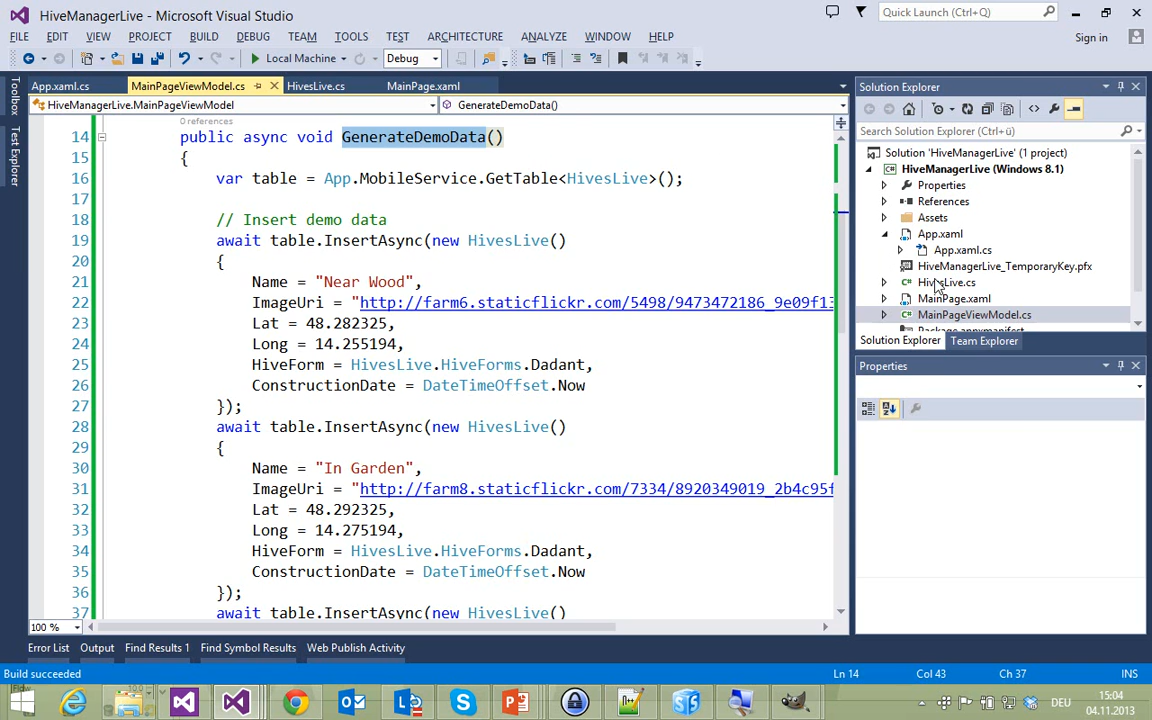 HiveManagerLive - Microsoft Visual Studio
Quick Launch (Ctrl+Q)
FILE EDIT VIEW PROJECT BUILD DEBUG TEAM TOOLS TEST ARCHITECTURE ANALYZE WINDOW HELP
Sign in
Local Machine Debug
Toolbox
Test Explorer
App.xaml.cs MainPageViewModel.cs HivesLive.cs MainPage.xaml
HiveManagerLive.MainPageViewModel GenerateDemoData()
0 references
14 public async void GenerateDemoData()
15 {
16 var table = App.MobileService.GetTable<HivesLive>();
17
18 // Insert demo data
19 await table.InsertAsync(new HivesLive()
20 {
21 Name = "Near Wood",
22 ImageUri = "http://farm6.staticflickr.com/5498/9473472186_9e09f13
23 Lat = 48.282325,
24 Long = 14.255194,
25 HiveForm = HivesLive.HiveForms.Dadant,
26 ConstructionDate = DateTimeOffset.Now
27 });
28 await table.InsertAsync(new HivesLive()
29 {
30 Name = "In Garden",
31 ImageUri = "http://farm8.staticflickr.com/7334/8920349019_2b4c95f
32 Lat = 48.292325,
33 Long = 14.275194,
34 HiveForm = HivesLive.HiveForms.Dadant,
35 ConstructionDate = DateTimeOffset.Now
36 });
37 await table.InsertAsync(new HivesLive()
100 %
Solution Explorer
Search Solution Explorer (Ctrl+ü)
Solution 'HiveManagerLive' (1 project)
HiveManagerLive (Windows 8.1)
Properties
References
Assets
App.xaml
App.xaml.cs
HiveManagerLive_TemporaryKey.pfx
HivesLive.cs
MainPage.xaml
MainPageViewModel.cs
Package.appxmanifest
Solution Explorer Team Explorer
Properties
Error List Output Find Results 1 Find Symbol Results Web Publish Activity
Build succeeded Ln 14 Col 43 Ch 37 INS
DEU
15:04
04.11.2013